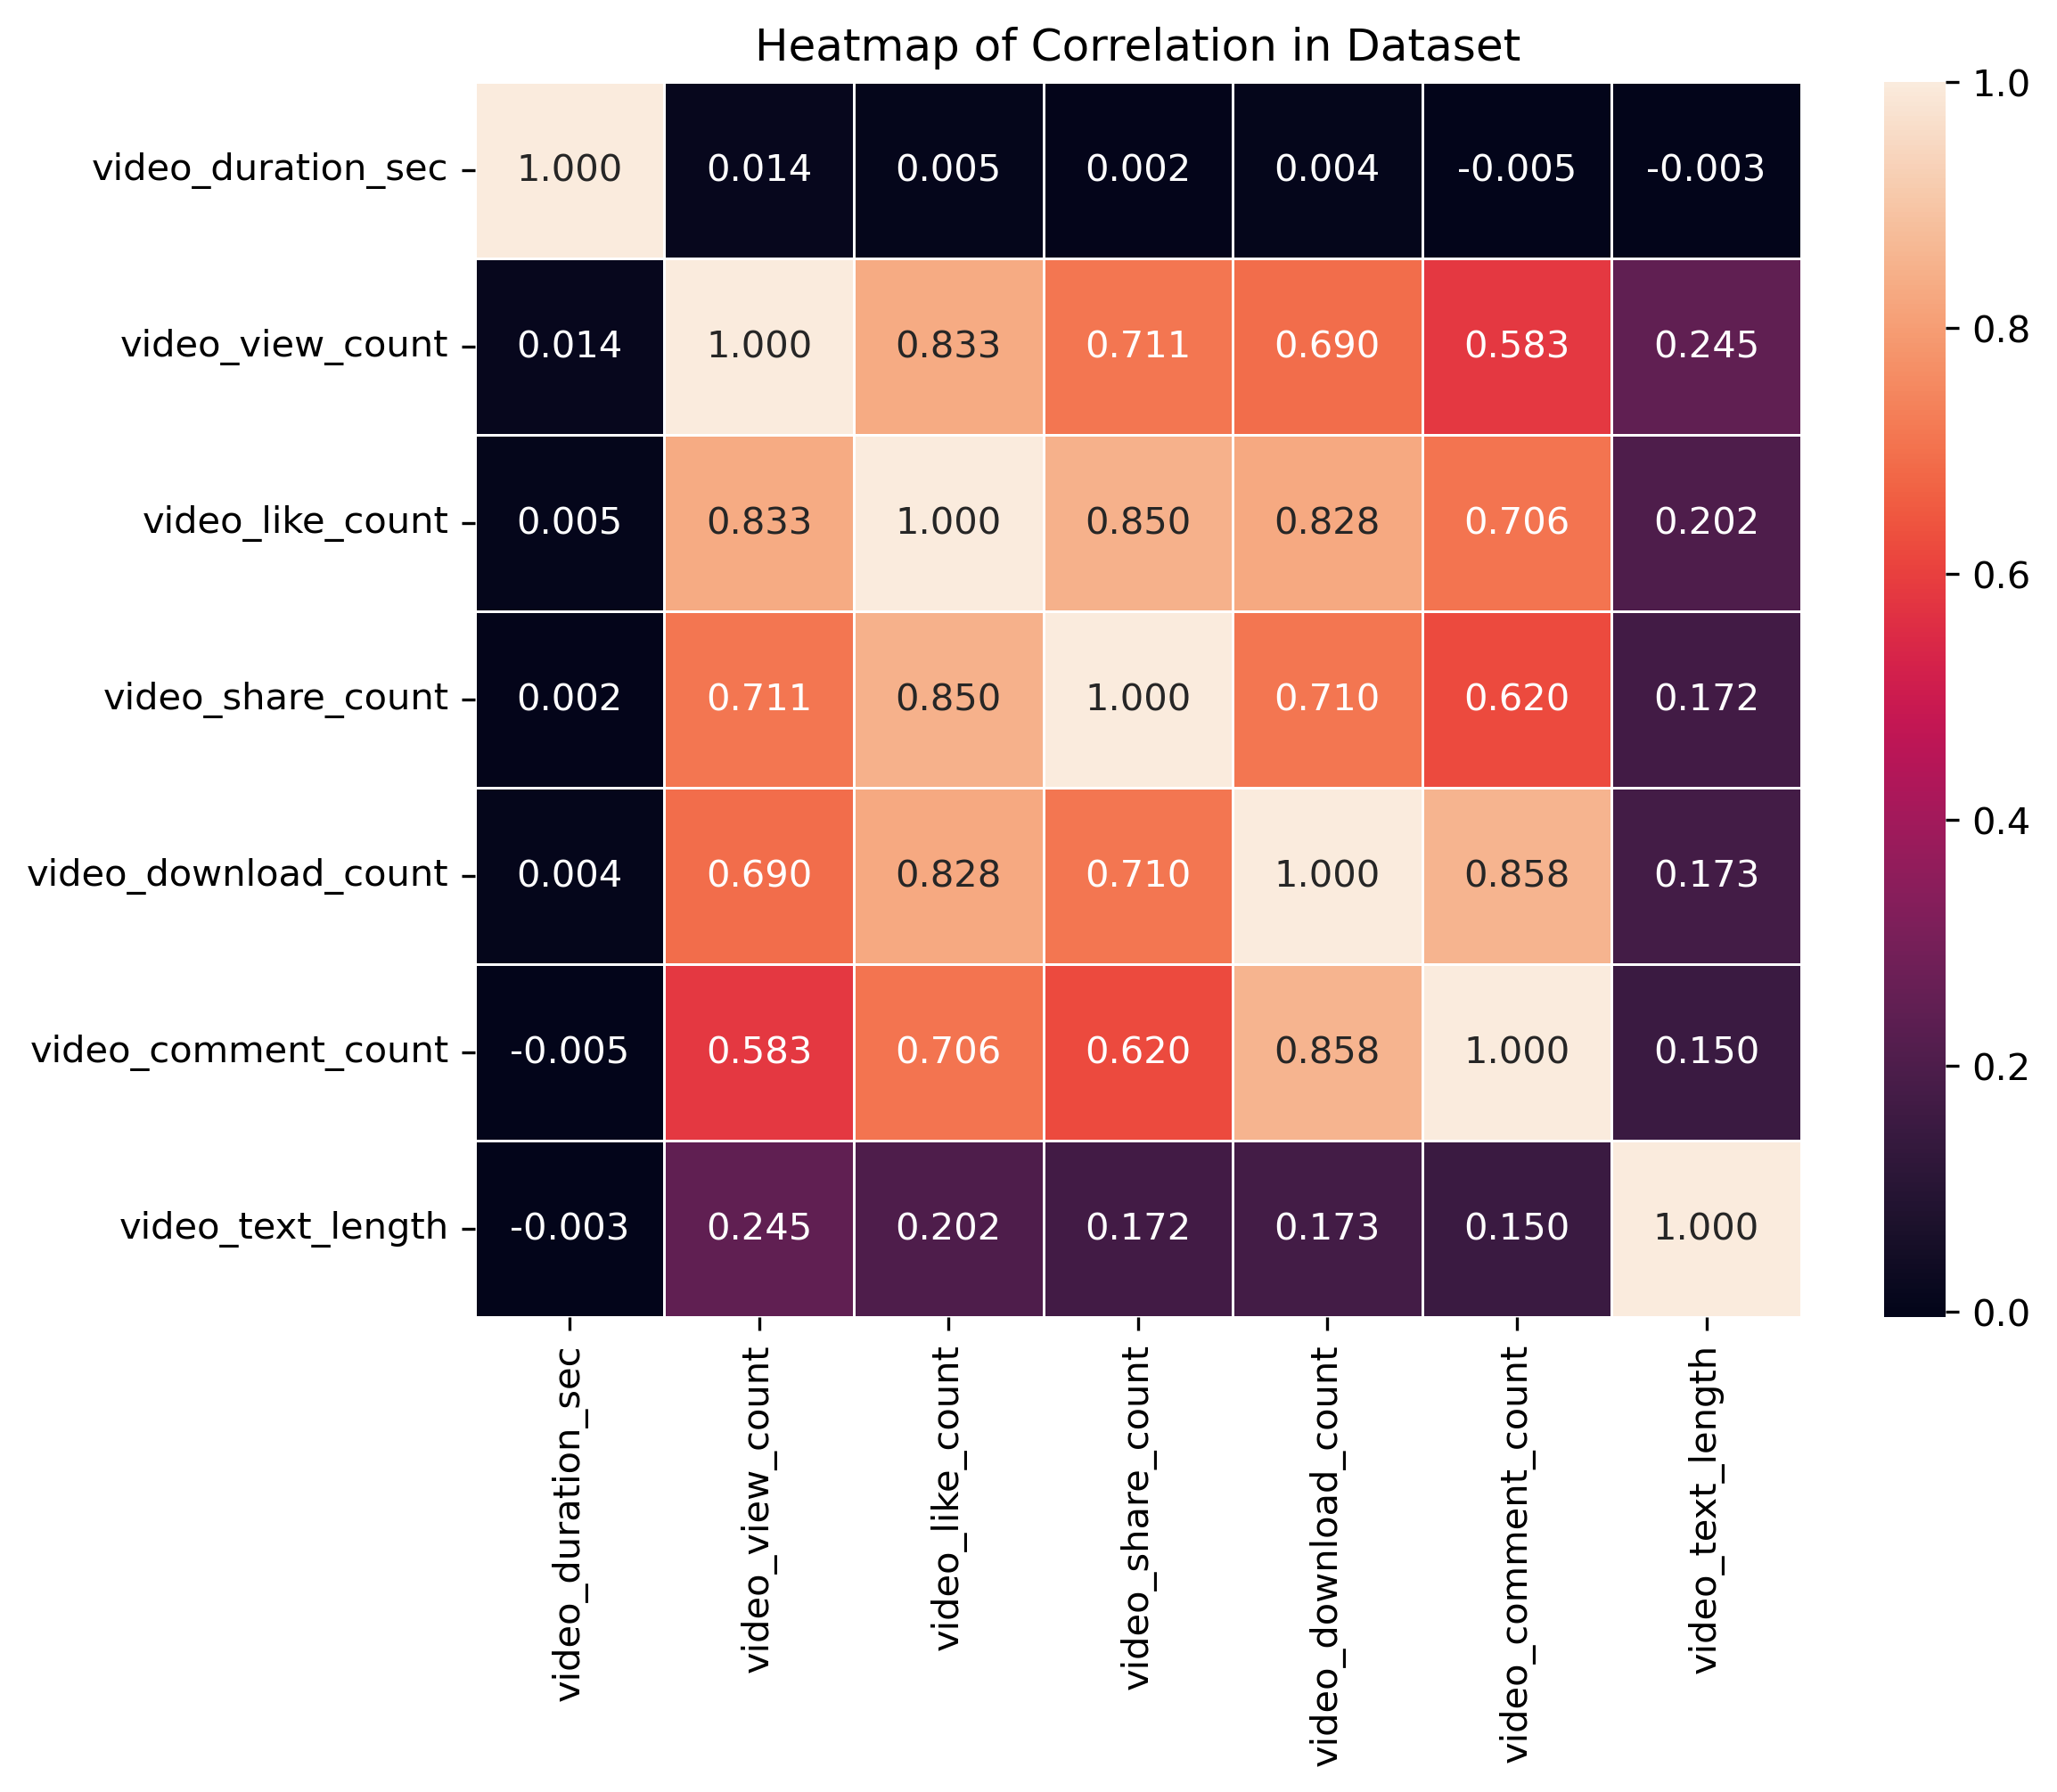 Heatmap of Correlation in Dataset
video_duration_sec 1.000 0.014 0.005 0.002 0.004 -0.005 -0.003
video_view_count 0.014 1.000 0.833 0.711 0.690 0.583 0.245
video_like_count 0.005 0.833 1.000 0.850 0.828 0.706 0.202
video_share_count 0.002 0.711 0.850 1.000 0.710 0.620 0.172
video_download_count 0.004 0.690 0.828 0.710 1.000 0.858 0.173
video_comment_count -0.005 0.583 0.706 0.620 0.858 1.000 0.150
video_text_length -0.003 0.245 0.202 0.172 0.173 0.150 1.000
video_duration_sec
video_view_count
video_like_count
video_share_count
video_download_count
video_comment_count
video_text_length
1.0
0.8
0.6
0.4
0.2
0.0